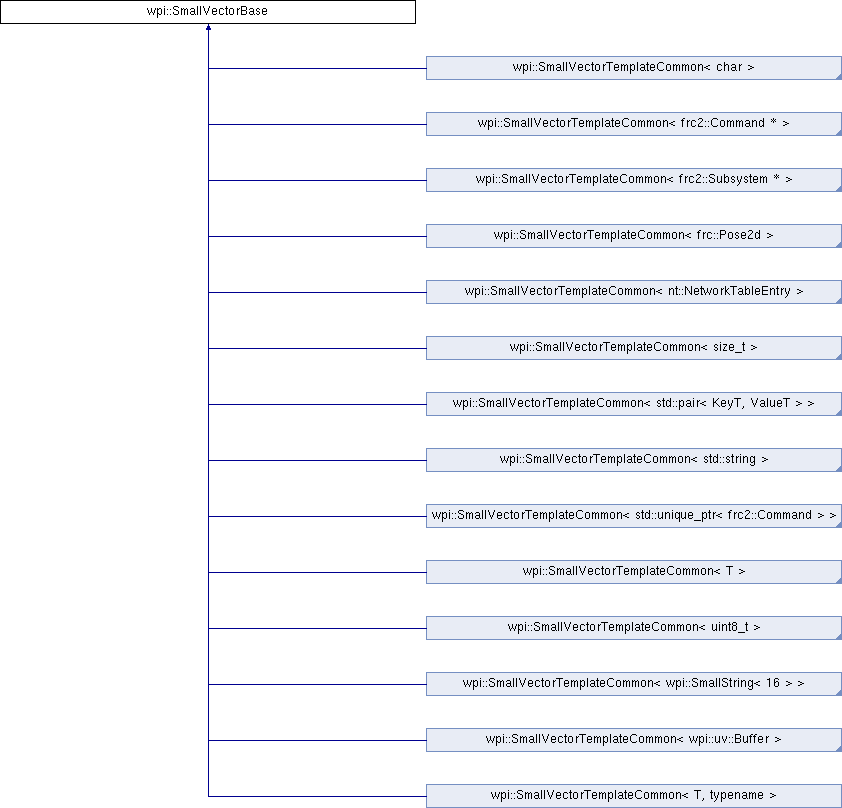 wpi::SmallVectorBase
wpi::SmallVectorTemplateCommon< char >
wpi::SmallVectorTemplateCommon< frc2::Command * >
wpi::SmallVectorTemplateCommon< frc2::Subsystem * >
wpi::SmallVectorTemplateCommon< frc::Pose2d >
wpi::SmallVectorTemplateCommon< nt::NetworkTableEntry >
wpi::SmallVectorTemplateCommon< size_t >
wpi::SmallVectorTemplateCommon< std::pair< KeyT, ValueT > >
wpi::SmallVectorTemplateCommon< std::string >
wpi::SmallVectorTemplateCommon< std::unique_ptr< frc2::Command > >
wpi::SmallVectorTemplateCommon< T >
wpi::SmallVectorTemplateCommon< uint8_t >
wpi::SmallVectorTemplateCommon< wpi::SmallString< 16 > >
wpi::SmallVectorTemplateCommon< wpi::uv::Buffer >
wpi::SmallVectorTemplateCommon< T, typename >